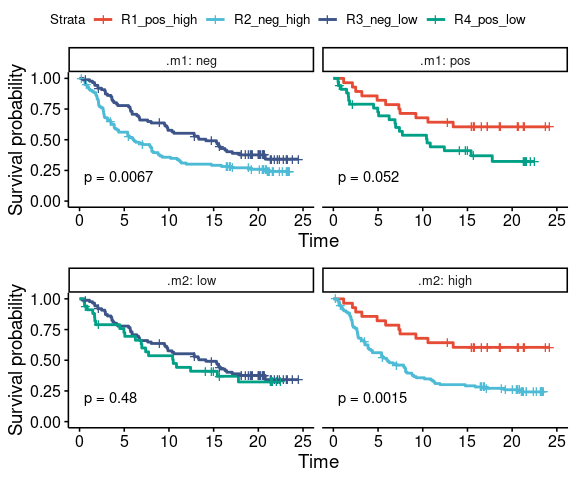 Strata R1_pos_high R2_neg_high R3_neg_low R4_pos_low
.m1: neg .m1: pos
Survival probability
1.00
0.75
0.50
0.25
0.00
p = 0.0067 p = 0.052
0 5 10 15 20 25 0 5 10 15 20 25
Time Time
.m2: low .m2: high
Survival probability
1.00
0.75
0.50
0.25
0.00
p = 0.48 p = 0.0015
0 5 10 15 20 25 0 5 10 15 20 25
Time Time